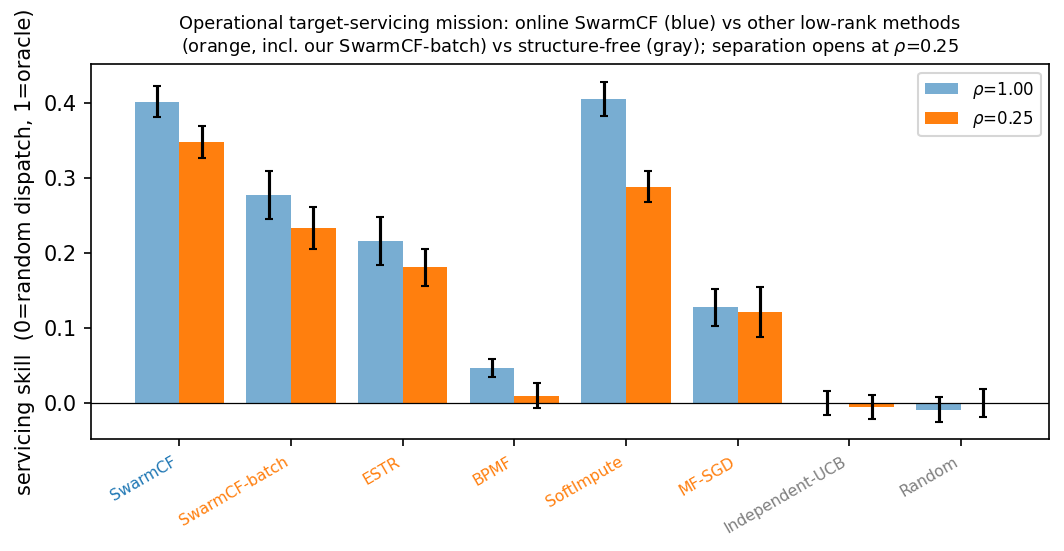 Operational target-servicing mission: online SwarmCF (blue) vs other low-rank methods
(orange, incl. our SwarmCF-batch) vs structure-free (gray); separation opens at ρ=0.25
servicing skill (0=random dispatch, 1=oracle)
0.4
0.3
0.2
0.1
0.0
ρ=1.00
ρ=0.25
SwarmCF
SwarmCF-batch
ESTR
BPMF
SoftImpute
MF-SGD
Independent-UCB
Random